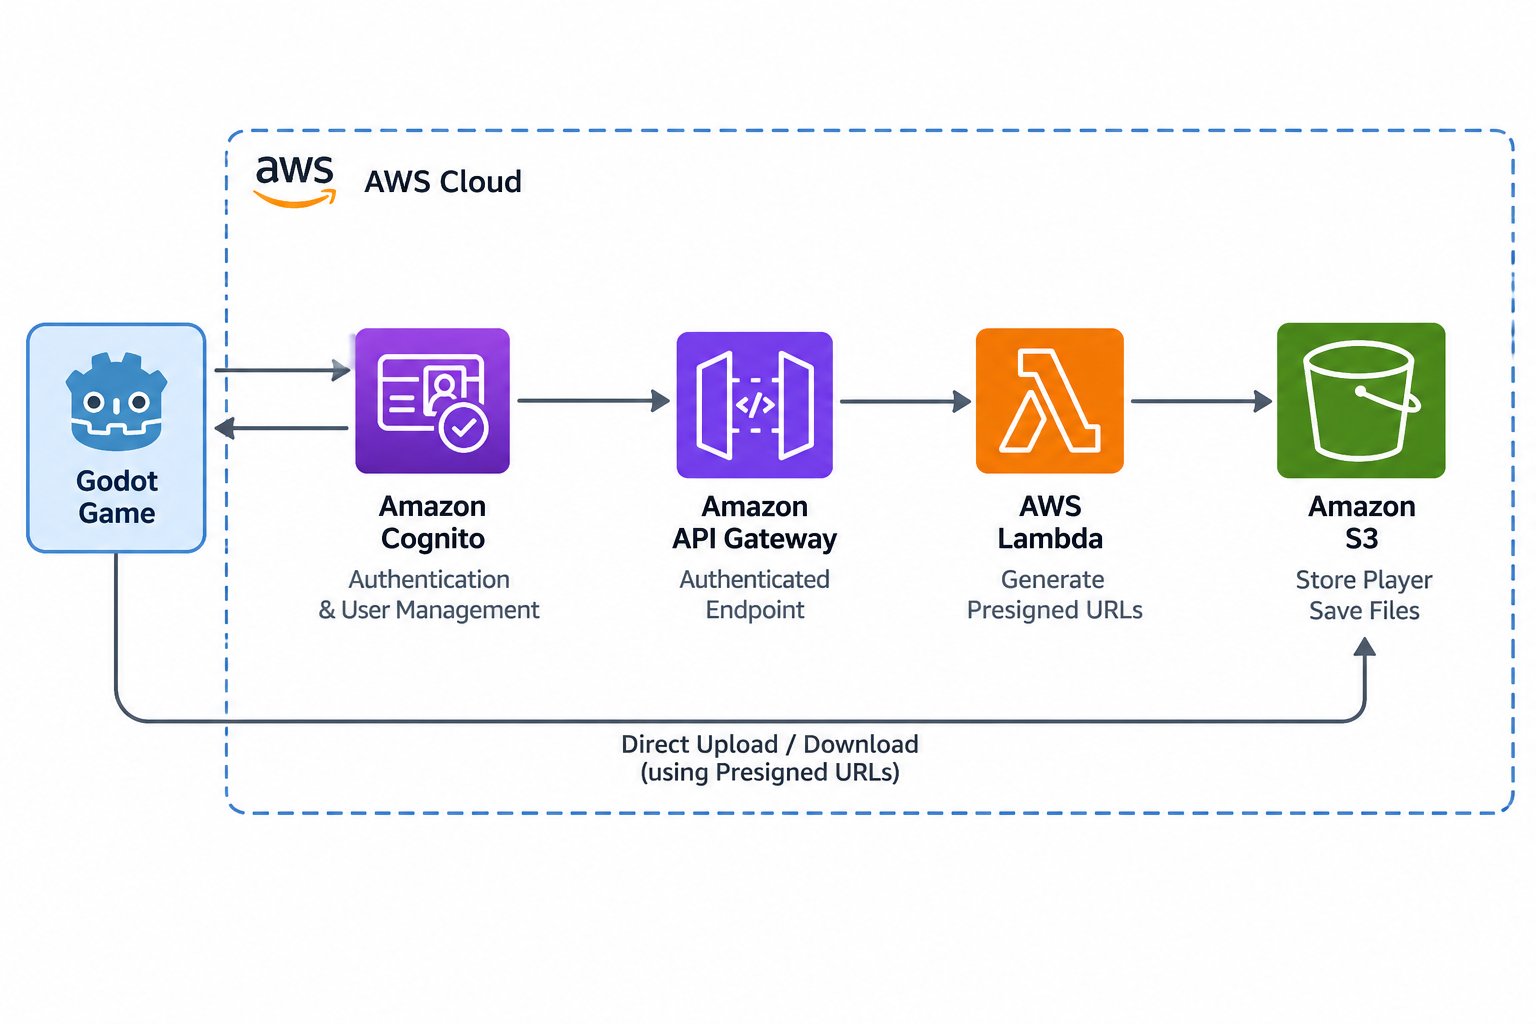 aws
AWS Cloud
Godot
Game
</>
Amazon
Cognito
Authentication
& User Management
Amazon
API Gateway
Authenticated
Endpoint
AWS
Lambda
Generate
Presigned URLs
Amazon
S3
Store Player
Save Files
Direct Upload / Download
(using Presigned URLs)